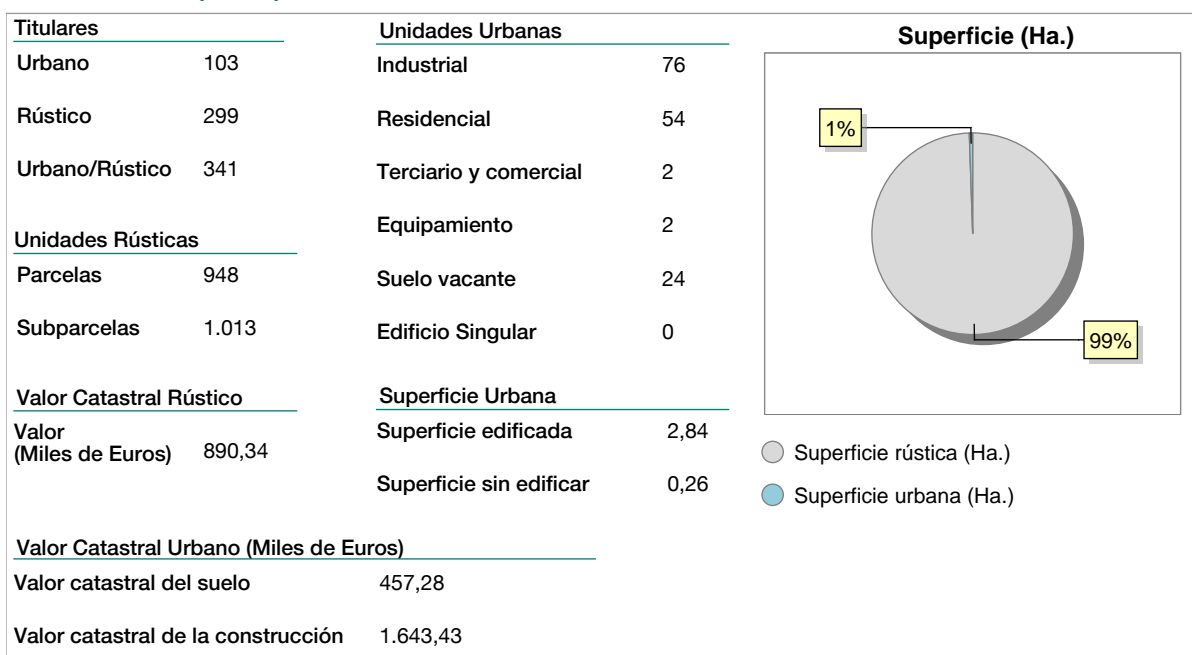 Titulares
Urbano 103
Rústico 299
Urbano/Rústico 341
Unidades Rústicas
Parcelas 948
Subparcelas 1.013
Valor Catastral Rústico
Valor
(Miles de Euros) 890,34
Unidades Urbanas
Industrial 76
Residencial 54
Terciario y comercial 2
Equipamiento 2
Suelo vacante 24
Edificio Singular 0
Superficie Urbana
Superficie edificada 2,84
Superficie sin edificar 0,26
Valor Catastral Urbano (Miles de Euros)
Valor catastral del suelo 457,28
Valor catastral de la construcción 1.643,43
Superficie (Ha.)
1%
99%
Superficie rústica (Ha.)
Superficie urbana (Ha.)